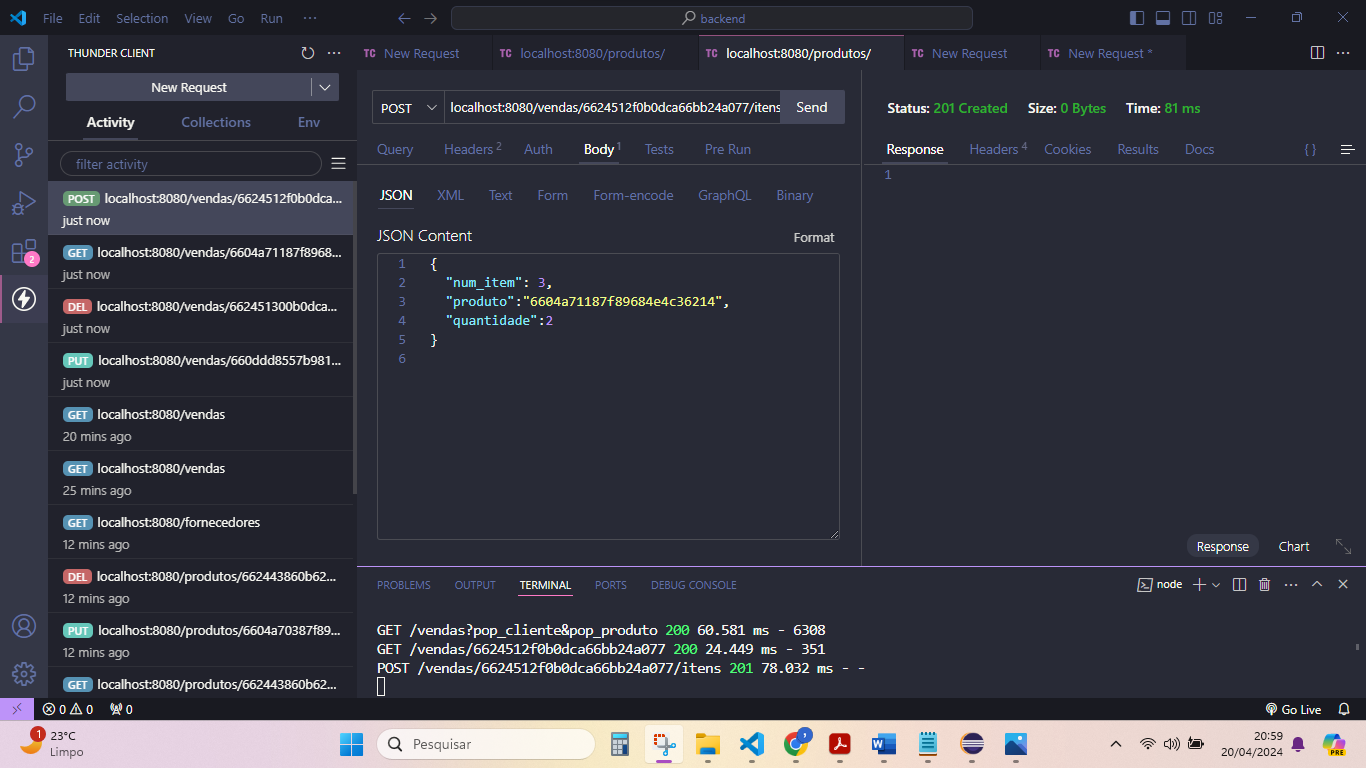 File Edit Selection View Go Run ··· backend
THUNDER CLIENT
New Request
Activity Collections Env
filter activity
POST localhost:8080/vendas/6624512f0b0dca...
just now
GET localhost:8080/vendas/6604a71187f8968...
just now
DEL localhost:8080/vendas/662451300b0dca...
just now
PUT localhost:8080/vendas/660ddd8557b981...
just now
GET localhost:8080/vendas
20 mins ago
GET localhost:8080/vendas
25 mins ago
GET localhost:8080/fornecedores
12 mins ago
DEL localhost:8080/produtos/662443860b62...
12 mins ago
PUT localhost:8080/produtos/6604a70387f89...
12 mins ago
GET localhost:8080/produtos/662443860b62...
2
TC New Request TC localhost:8080/produtos/ TC localhost:8080/produtos/ TC New Request TC New Request *
POST localhost:8080/vendas/6624512f0b0dca66bb24a077/itens Send
Query Headers 2 Auth Body 1 Tests Pre Run
JSON XML Text Form Form-encode GraphQL Binary
JSON Content Format
1 {
2 "num_item": 3,
3 "produto":"6604a71187f89684e4c36214",
4 "quantidade":2
5 }
6
Status: 201 Created Size: 0 Bytes Time: 81 ms
Response Headers 4 Cookies Results Docs { }
1
Response Chart
PROBLEMS OUTPUT TERMINAL PORTS DEBUG CONSOLE node
GET /vendas?pop_cliente&pop_produto 200 60.581 ms - 6308
GET /vendas/6624512f0b0dca66bb24a077 200 24.449 ms - 351
POST /vendas/6624512f0b0dca66bb24a077/itens 201 78.032 ms - -
0 0 0 Go Live
1 23°C
Limpo
Pesquisar
?
PRE
20:59
20/04/2024